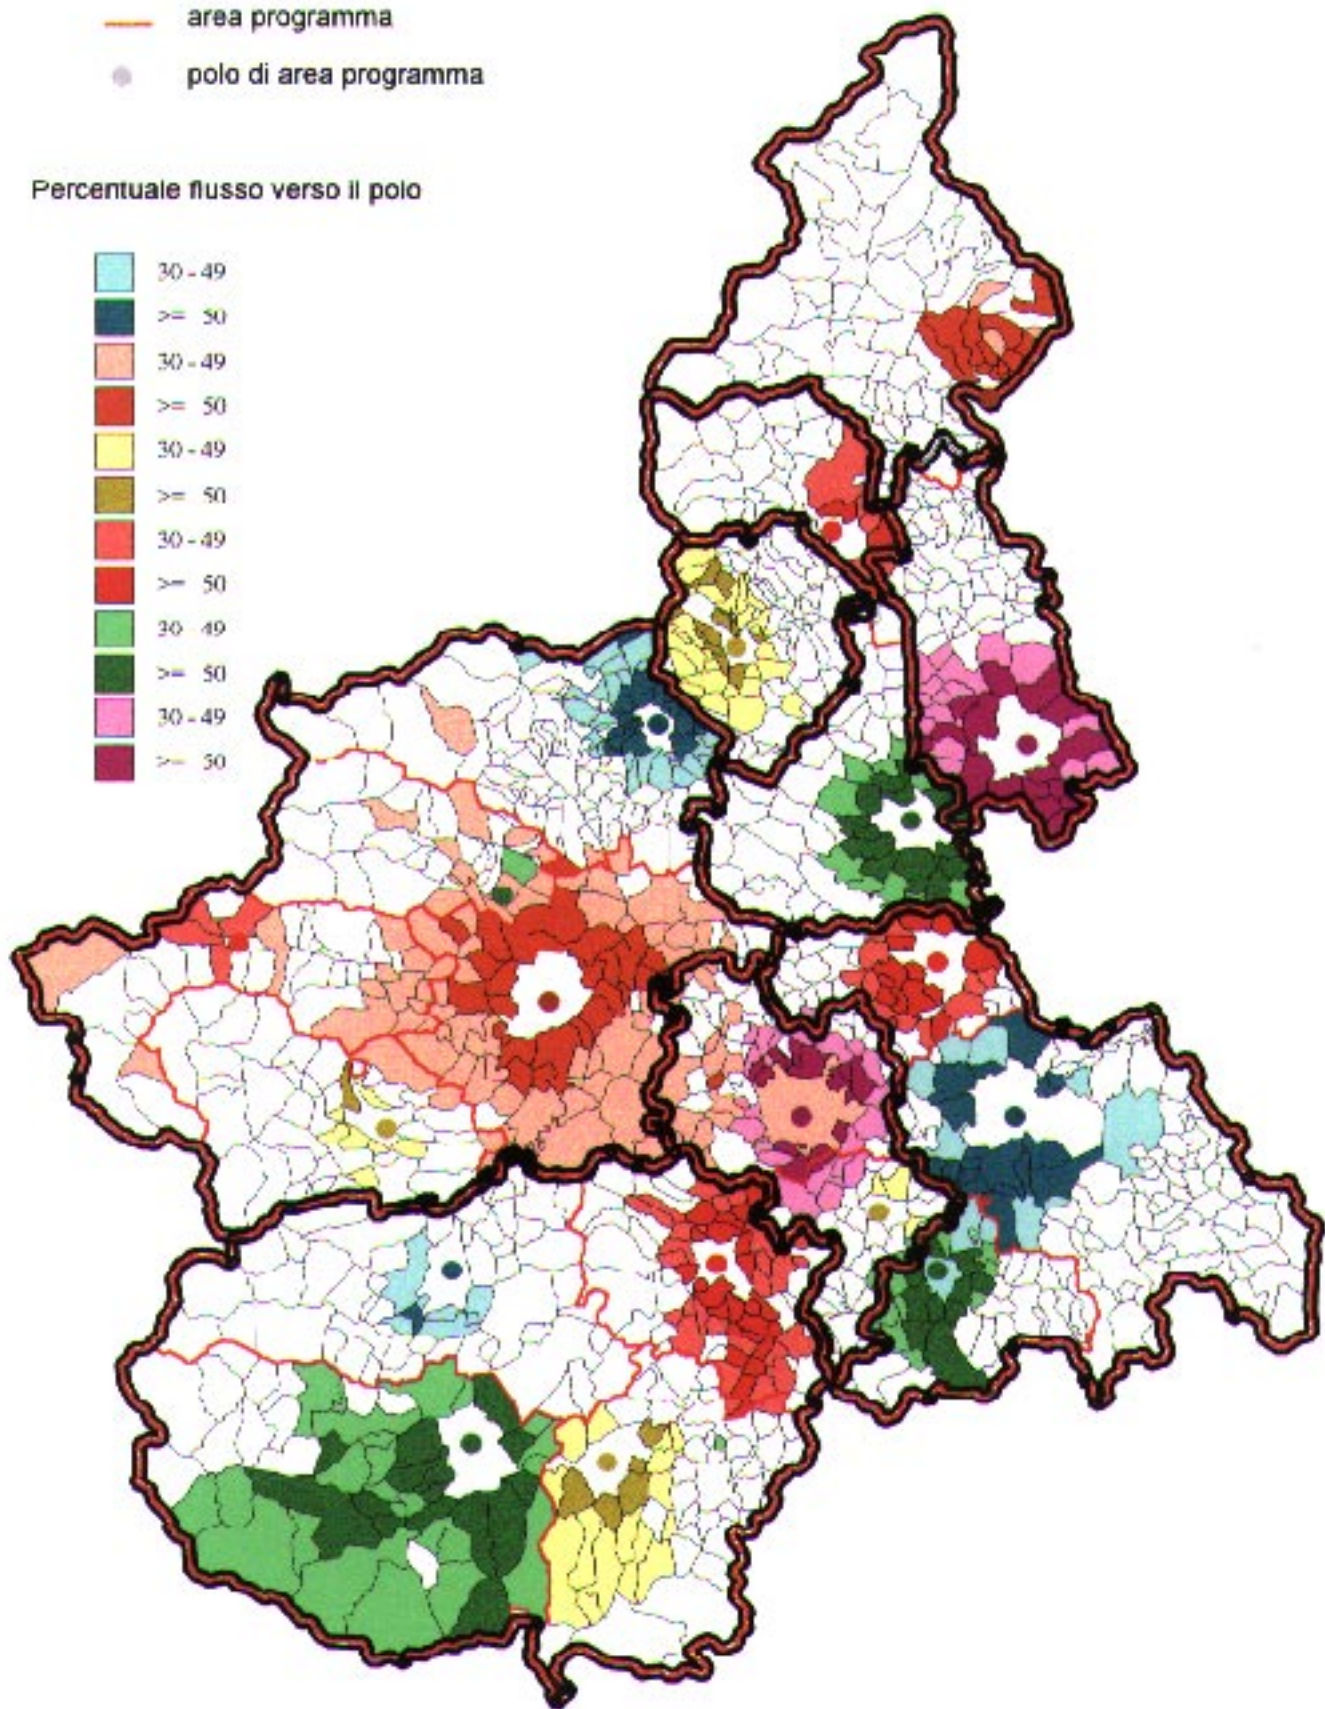 area programma
polo di area programma
Percentuale flusso verso il polo
30 - 49
>= 50
30 - 49
>= 50
30 - 49
>= 50
30 - 49
>= 50
30 - 49
>= 50
30 - 49
>= 50